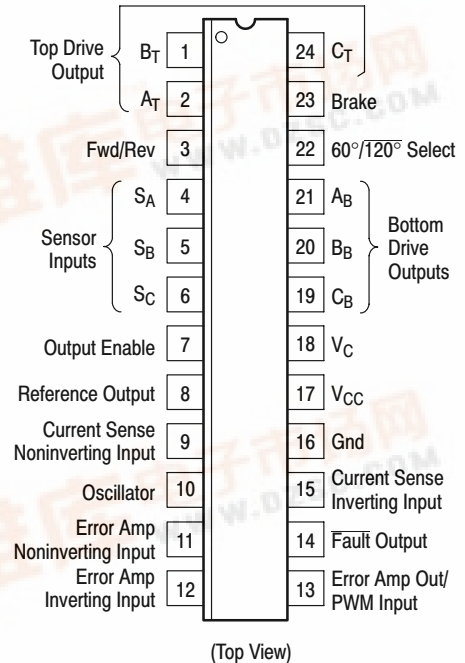 Top Drive
Output
B_T 1
A_T 2
Fwd/Rev 3
Sensor
Inputs
S_A 4
S_B 5
S_C 6
Output Enable 7
Reference Output 8
Current Sense
Noninverting Input 9
Oscillator 10
Error Amp
Noninverting Input 11
Error Amp
Inverting Input 12
24 C_T
23 Brake
22 60°/1̅2̅0̅°̅ Select
21 A_B
20 B_B
19 C_B
Bottom
Drive
Outputs
18 V_C
17 V_CC
16 Gnd
15 Current Sense
Inverting Input
14 F̅a̅u̅l̅t̅ Output
13 Error Amp Out/
PWM Input
(Top View)